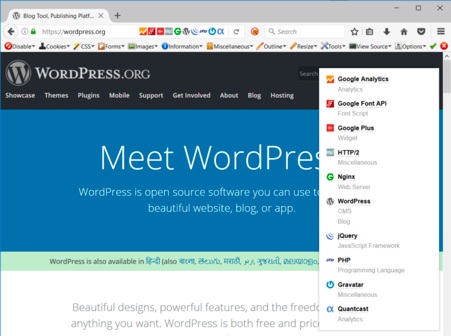 Blog Tool, Publishing Platf...
https://wordpress.org
Search
Disable Cookies CSS Forms Images Information Miscellaneous Outline Resize Tools View Source Options
WORDPRESS.ORG
Search
Showcase Themes Plugins Mobile Support Get Involved About Blog Hosting
Meet WordPres
WordPress is open source software you can use to
beautiful website, blog, or app.
WordPress is also available in हिन्दी (also বাংলা, తెలుగు, मराठी, اردو, ગુજરાતી, മലയാളം,
Beautiful designs, powerful features, and the freedo
anything you want. WordPress is both free and price
Google Analytics
Analytics
Google Font API
Font Script
Google Plus
Widget
HTTP/2
Miscellaneous
Nginx
Web Server
WordPress
CMS
Blog
jQuery
JavaScript Framework
PHP
Programming Language
Gravatar
Miscellaneous
Quantcast
Analytics